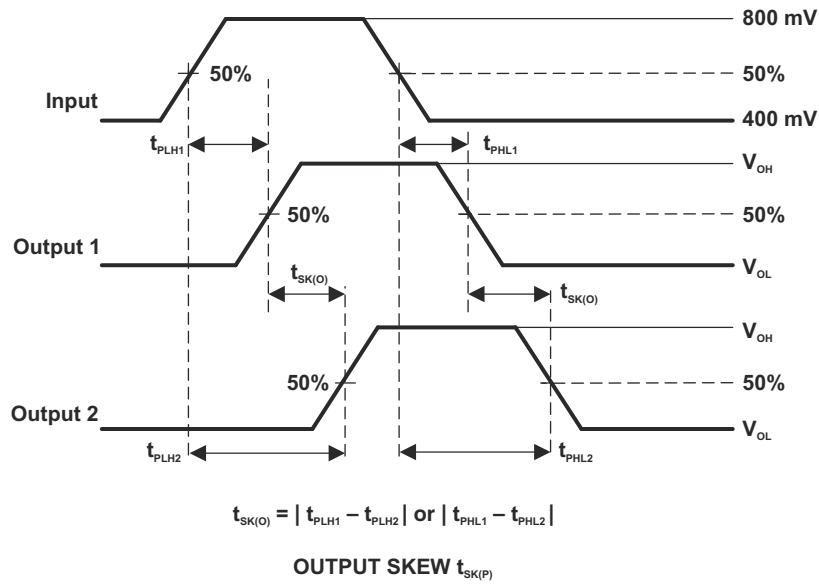 800 mV
50%
50%
Input
400 mV
tPLH1
tPHL1
VOH
50%
50%
Output 1
tSK(O)
VOL
tSK(O)
VOH
50%
50%
Output 2
VOL
tPLH2
tPHL2
tSK(O) = | tPLH1 – tPLH2 | or | tPHL1 – tPHL2 |
OUTPUT SKEW tSK(P)